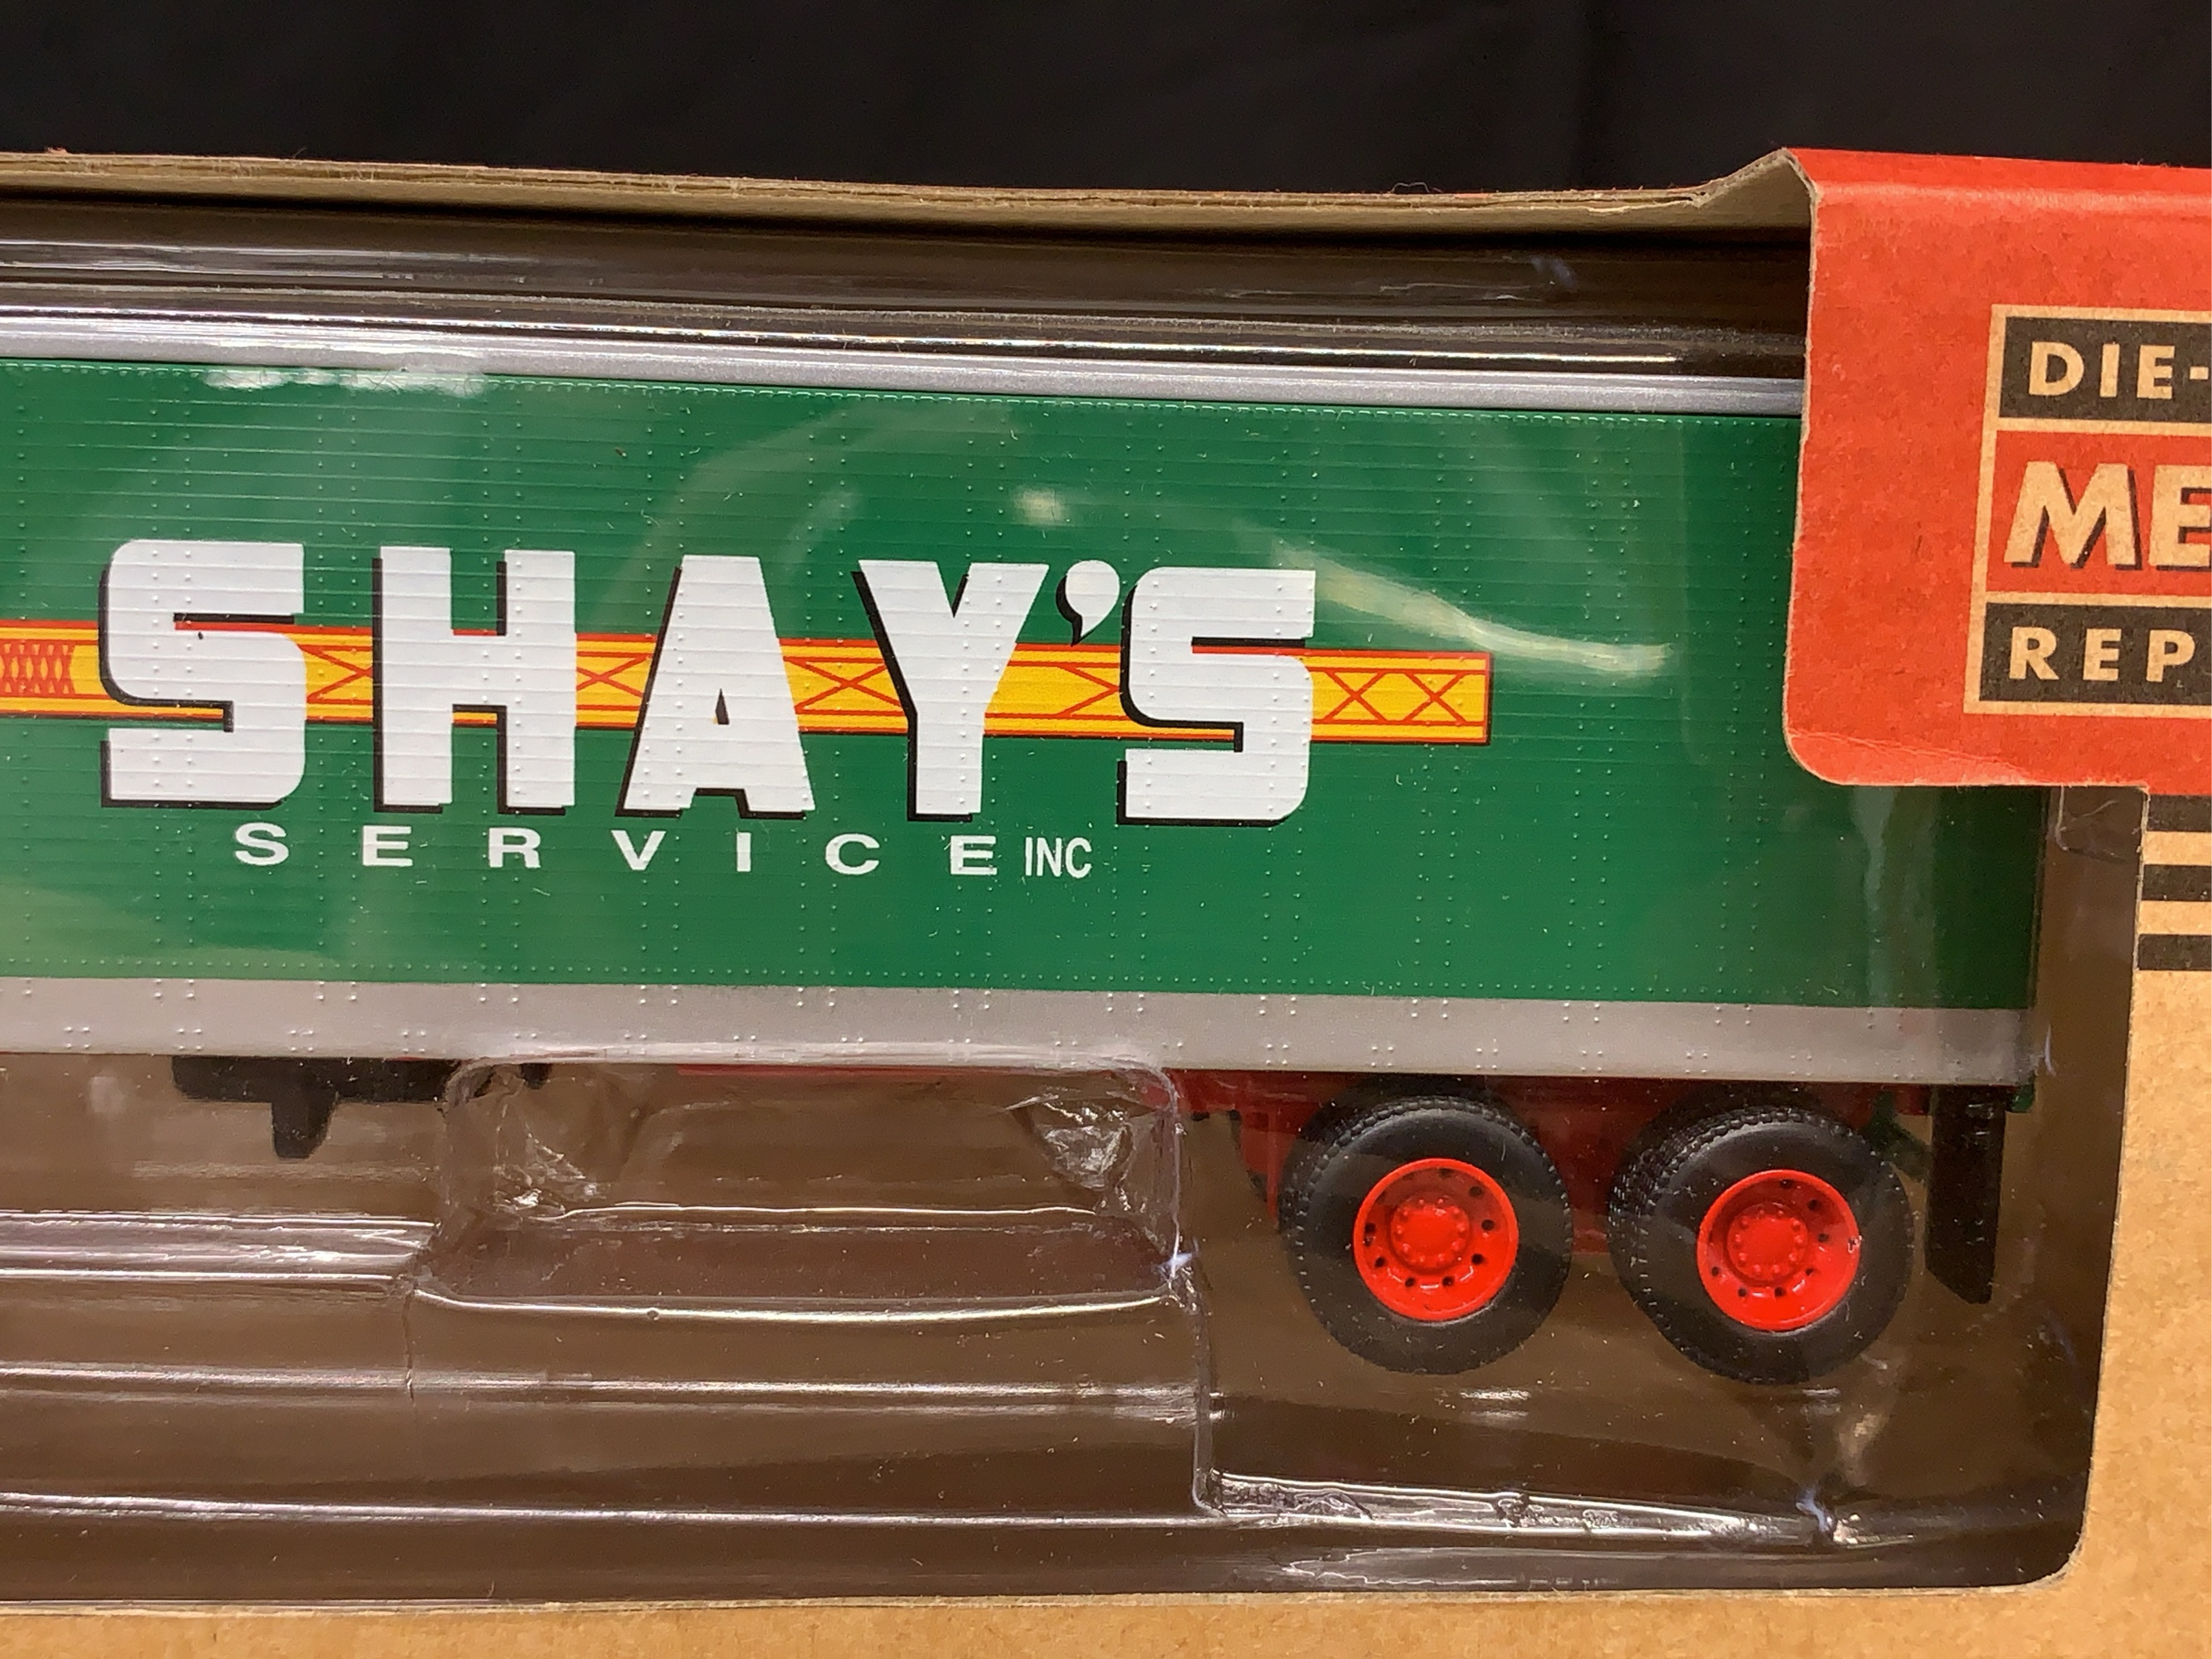 SHAY'S
SERVICE INC
DIE-
ME
REP